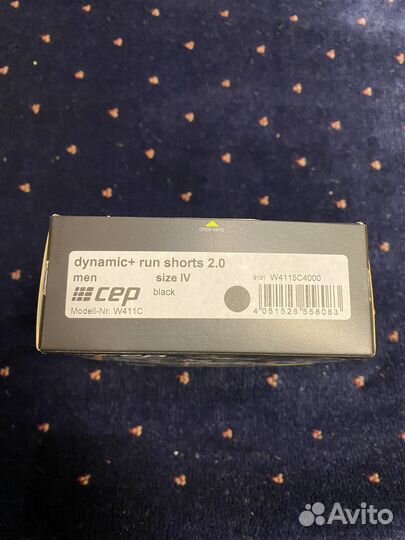 OPEN HERE
dynamic+ run shorts 2.0
men size IV 6131 W4115C4000
cep black
Modell-Nr. W411C 4 051526 558083
Avito